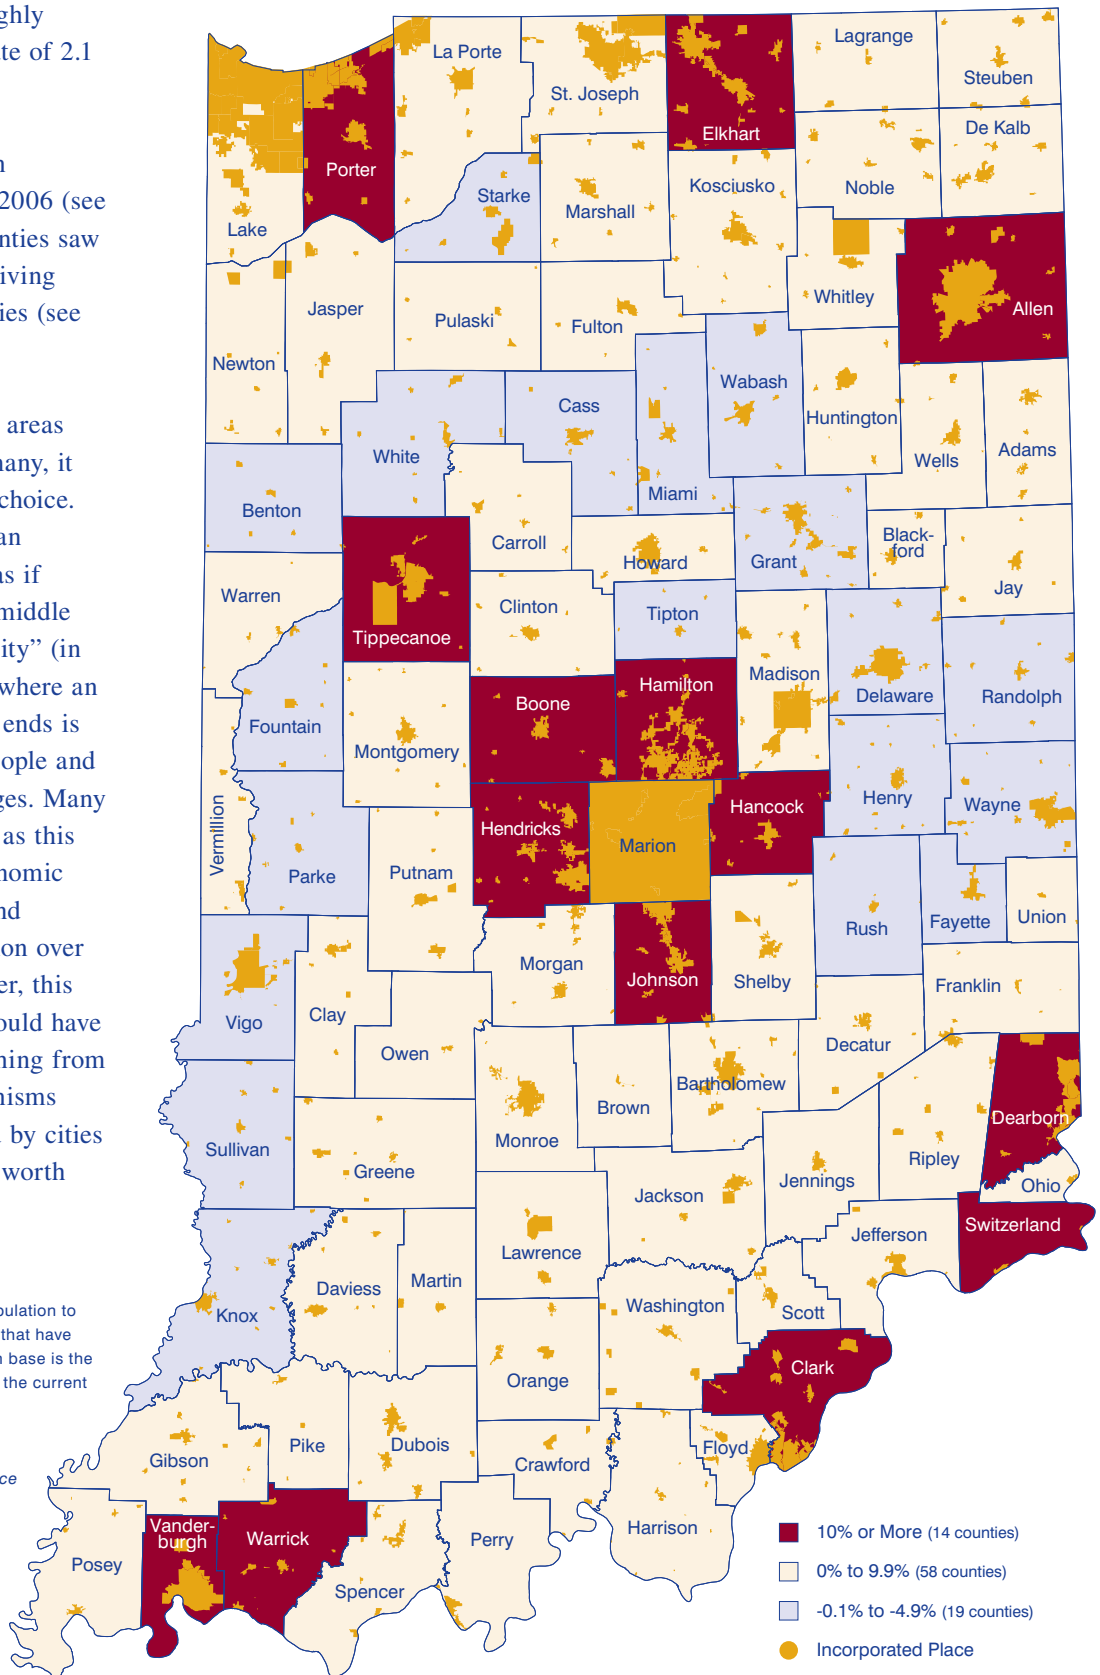 ghly
te of 2.1
n
2006 (see
nties saw
iving
ies (see
areas
nany, it
choice.
an
as if
middle
ity” (in
where an
ends is
ople and
ges. Many
as this
nomic
nd
on over
er, this
ould have
ning from
nisms
by cities
worth
pulation to
that have
n base is the
the current
ce
Lagrange
La Porte
Steuben
St. Joseph
De Kalb
Elkhart
Porter
Kosciusko
Noble
Starke
Marshall
Lake
Whitley
Jasper
Allen
Pulaski
Fulton
Newton
Wabash
Cass
Huntington
Adams
White
Wells
Miami
Benton
Black-
ford
Carroll
Howard
Grant
Jay
Warren
Clinton
Tipton
Tippecanoe
Madison
Hamilton
Delaware
Randolph
Boone
Fountain
Montgomery
Henry
Wayne
Hancock
Hendricks
Vermillion
Marion
Putnam
Parke
Union
Fayette
Rush
Morgan
Johnson
Shelby
Franklin
Clay
Vigo
Decatur
Owen
Bartholomew
Brown
Dearborn
Monroe
Sullivan
Ripley
Greene
Jennings
Ohio
Jackson
Switzerland
Jefferson
Lawrence
Martin
Daviess
Washington
Scott
Knox
Clark
Orange
Dubois
Pike
Floyd
Gibson
Crawford
Harrison
Vander-
burgh
Warrick
Perry
Posey
Spencer
10% or More (14 counties)
0% to 9.9% (58 counties)
-0.1% to -4.9% (19 counties)
Incorporated Place